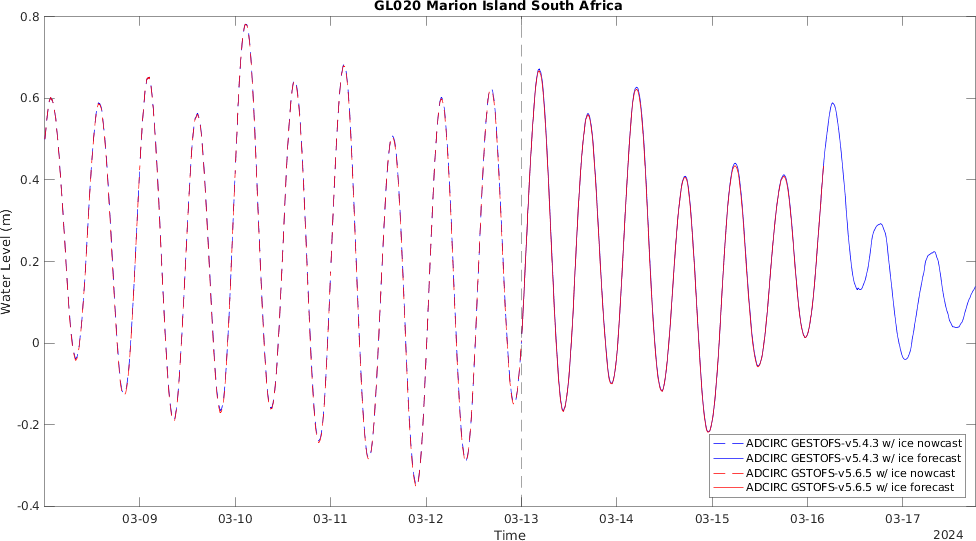 GL020 Marion Island South Africa
0.8
0.6
0.4
0.2
0
-0.2
-0.4
Water Level (m)
03-09 03-10 03-11 03-12 03-13 03-14 03-15 03-16 03-17
Time
2024
ADCIRC GESTOFS-v5.4.3 w/ ice nowcast
ADCIRC GESTOFS-v5.4.3 w/ ice forecast
ADCIRC GSTOFS-v5.6.5 w/ ice nowcast
ADCIRC GSTOFS-v5.6.5 w/ ice forecast